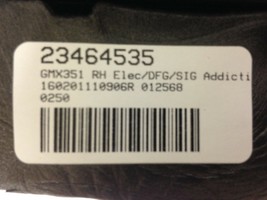 23464535
GMX351 RH Elec/DFG/SIG Addicti
160201110906R 012568
0250